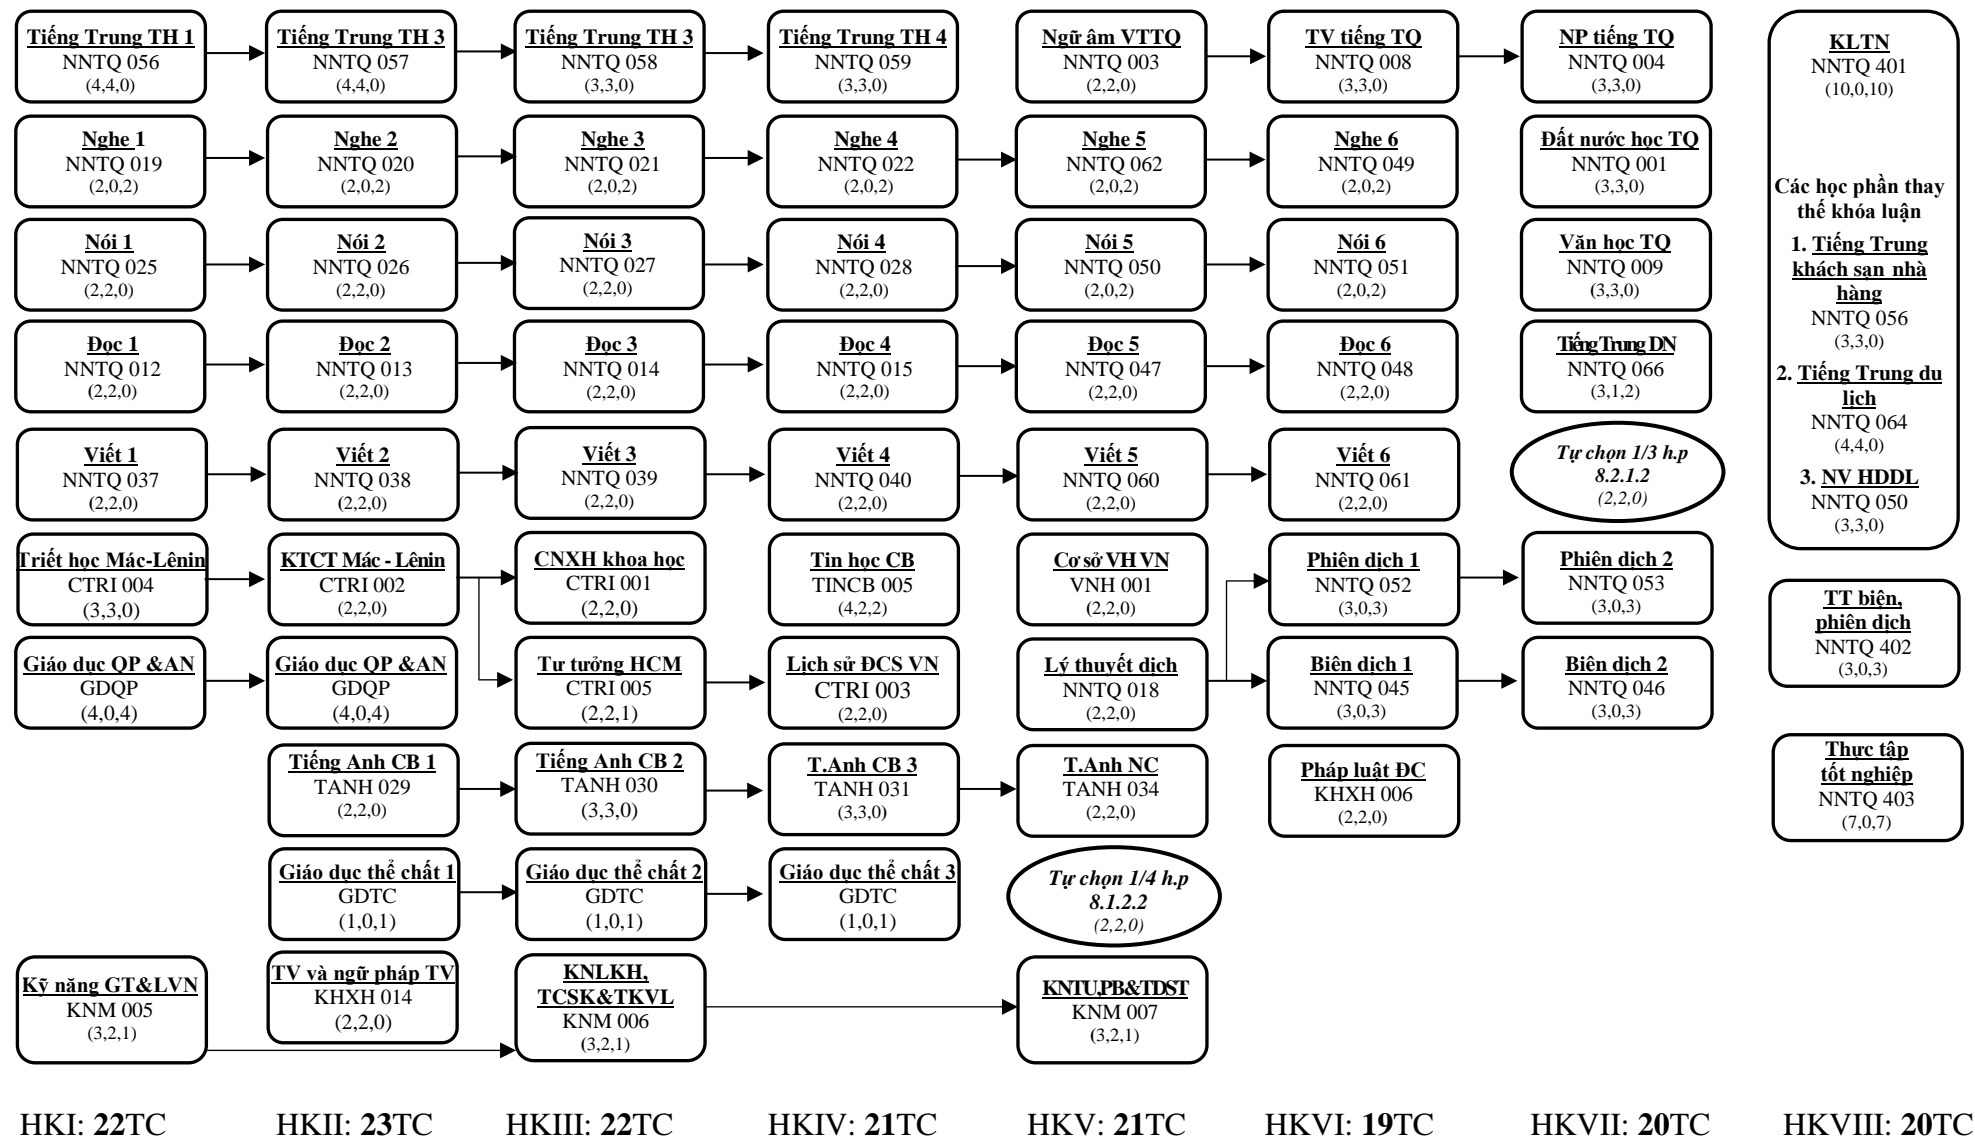 Tiếng Trung TH 1
NNTQ 056
(4,4,0)
Tiếng Trung TH 3
NNTQ 057
(4,4,0)
Tiếng Trung TH 3
NNTQ 058
(3,3,0)
Tiếng Trung TH 4
NNTQ 059
(3,3,0)
Ngữ âm VTTQ
NNTQ 003
(2,2,0)
TV tiếng TQ
NNTQ 008
(3,3,0)
NP tiếng TQ
NNTQ 004
(3,3,0)
Nghe 1
NNTQ 019
(2,0,2)
Nghe 2
NNTQ 020
(2,0,2)
Nghe 3
NNTQ 021
(2,0,2)
Nghe 4
NNTQ 022
(2,0,2)
Nghe 5
NNTQ 062
(2,0,2)
Nghe 6
NNTQ 049
(2,0,2)
Đất nước học TQ
NNTQ 001
(3,3,0)
Nói 1
NNTQ 025
(2,2,0)
Nói 2
NNTQ 026
(2,2,0)
Nói 3
NNTQ 027
(2,2,0)
Nói 4
NNTQ 028
(2,2,0)
Nói 5
NNTQ 050
(2,0,2)
Nói 6
NNTQ 051
(2,0,2)
Văn học TQ
NNTQ 009
(3,3,0)
Đọc 1
NNTQ 012
(2,2,0)
Đọc 2
NNTQ 013
(2,2,0)
Đọc 3
NNTQ 014
(2,2,0)
Đọc 4
NNTQ 015
(2,2,0)
Đọc 5
NNTQ 047
(2,2,0)
Đọc 6
NNTQ 048
(2,2,0)
Tiếng Trung DN
NNTQ 066
(3,1,2)
Viết 1
NNTQ 037
(2,2,0)
Viết 2
NNTQ 038
(2,2,0)
Viết 3
NNTQ 039
(2,2,0)
Viết 4
NNTQ 040
(2,2,0)
Viết 5
NNTQ 060
(2,2,0)
Viết 6
NNTQ 061
(2,2,0)
Tự chọn 1/3 h.p
8.2.1.2
(2,2,0)
Triết học Mác-Lênin
CTRI 004
(3,3,0)
KTCT Mác - Lênin
CTRI 002
(2,2,0)
CNXH khoa học
CTRI 001
(2,2,0)
Tin học CB
TINCB 005
(4,2,2)
Cơ sở VH VN
VNH 001
(2,2,0)
Phiên dịch 1
NNTQ 052
(3,0,3)
Phiên dịch 2
NNTQ 053
(3,0,3)
Giáo dục QP &AN
GDQP
(4,0,4)
Giáo dục QP &AN
GDQP
(4,0,4)
Tư tưởng HCM
CTRI 005
(2,2,1)
Lịch sử ĐCS VN
CTRI 003
(2,2,0)
Lý thuyết dịch
NNTQ 018
(2,2,0)
Biên dịch 1
NNTQ 045
(3,0,3)
Biên dịch 2
NNTQ 046
(3,0,3)
Tiếng Anh CB 1
TANH 029
(2,2,0)
Tiếng Anh CB 2
TANH 030
(3,3,0)
T.Anh CB 3
TANH 031
(3,3,0)
T.Anh NC
TANH 034
(2,2,0)
Pháp luật ĐC
KHXH 006
(2,2,0)
Giáo dục thể chất 1
GDTC
(1,0,1)
Giáo dục thể chất 2
GDTC
(1,0,1)
Giáo dục thể chất 3
GDTC
(1,0,1)
Tự chọn 1/4 h.p
8.1.2.2
(2,2,0)
Kỹ năng GT&LVN
KNM 005
(3,2,1)
TV và ngữ pháp TV
KHXH 014
(2,2,0)
KNLKH,
TCSK&TKVL
KNM 006
(3,2,1)
KNTU,PB&TDST
KNM 007
(3,2,1)
KLTN
NNTQ 401
(10,0,10)
Các học phần thay
thế khóa luận
1. Tiếng Trung
khách sạn nhà
hàng
NNTQ 056
(3,3,0)
2. Tiếng Trung du
lịch
NNTQ 064
(4,4,0)
3. NV HDDL
NNTQ 050
(3,3,0)
TT biên,
phiên dịch
NNTQ 402
(3,0,3)
Thực tập
tốt nghiệp
NNTQ 403
(7,0,7)
HKI: 22TC
HKII: 23TC
HKIII: 22TC
HKIV: 21TC
HKV: 21TC
HKVI: 19TC
HKVII: 20TC
HKVIII: 20TC